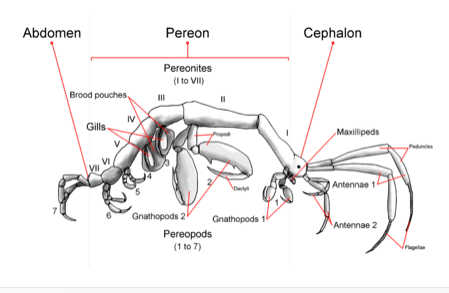 Abdomen
Pereon
Cephalon
Pereonites
(I to VII)
Brood pouches
III
II
IV
Gills
V
VI
VII
I
Propodi
Maxillipeds
Peduncles
Antennae 1
4
5
2
Dactyli
1
7
6
Gnathopods 2
Gnathopods 1
Antennae 2
Pereopods
(1 to 7)
Flagellae